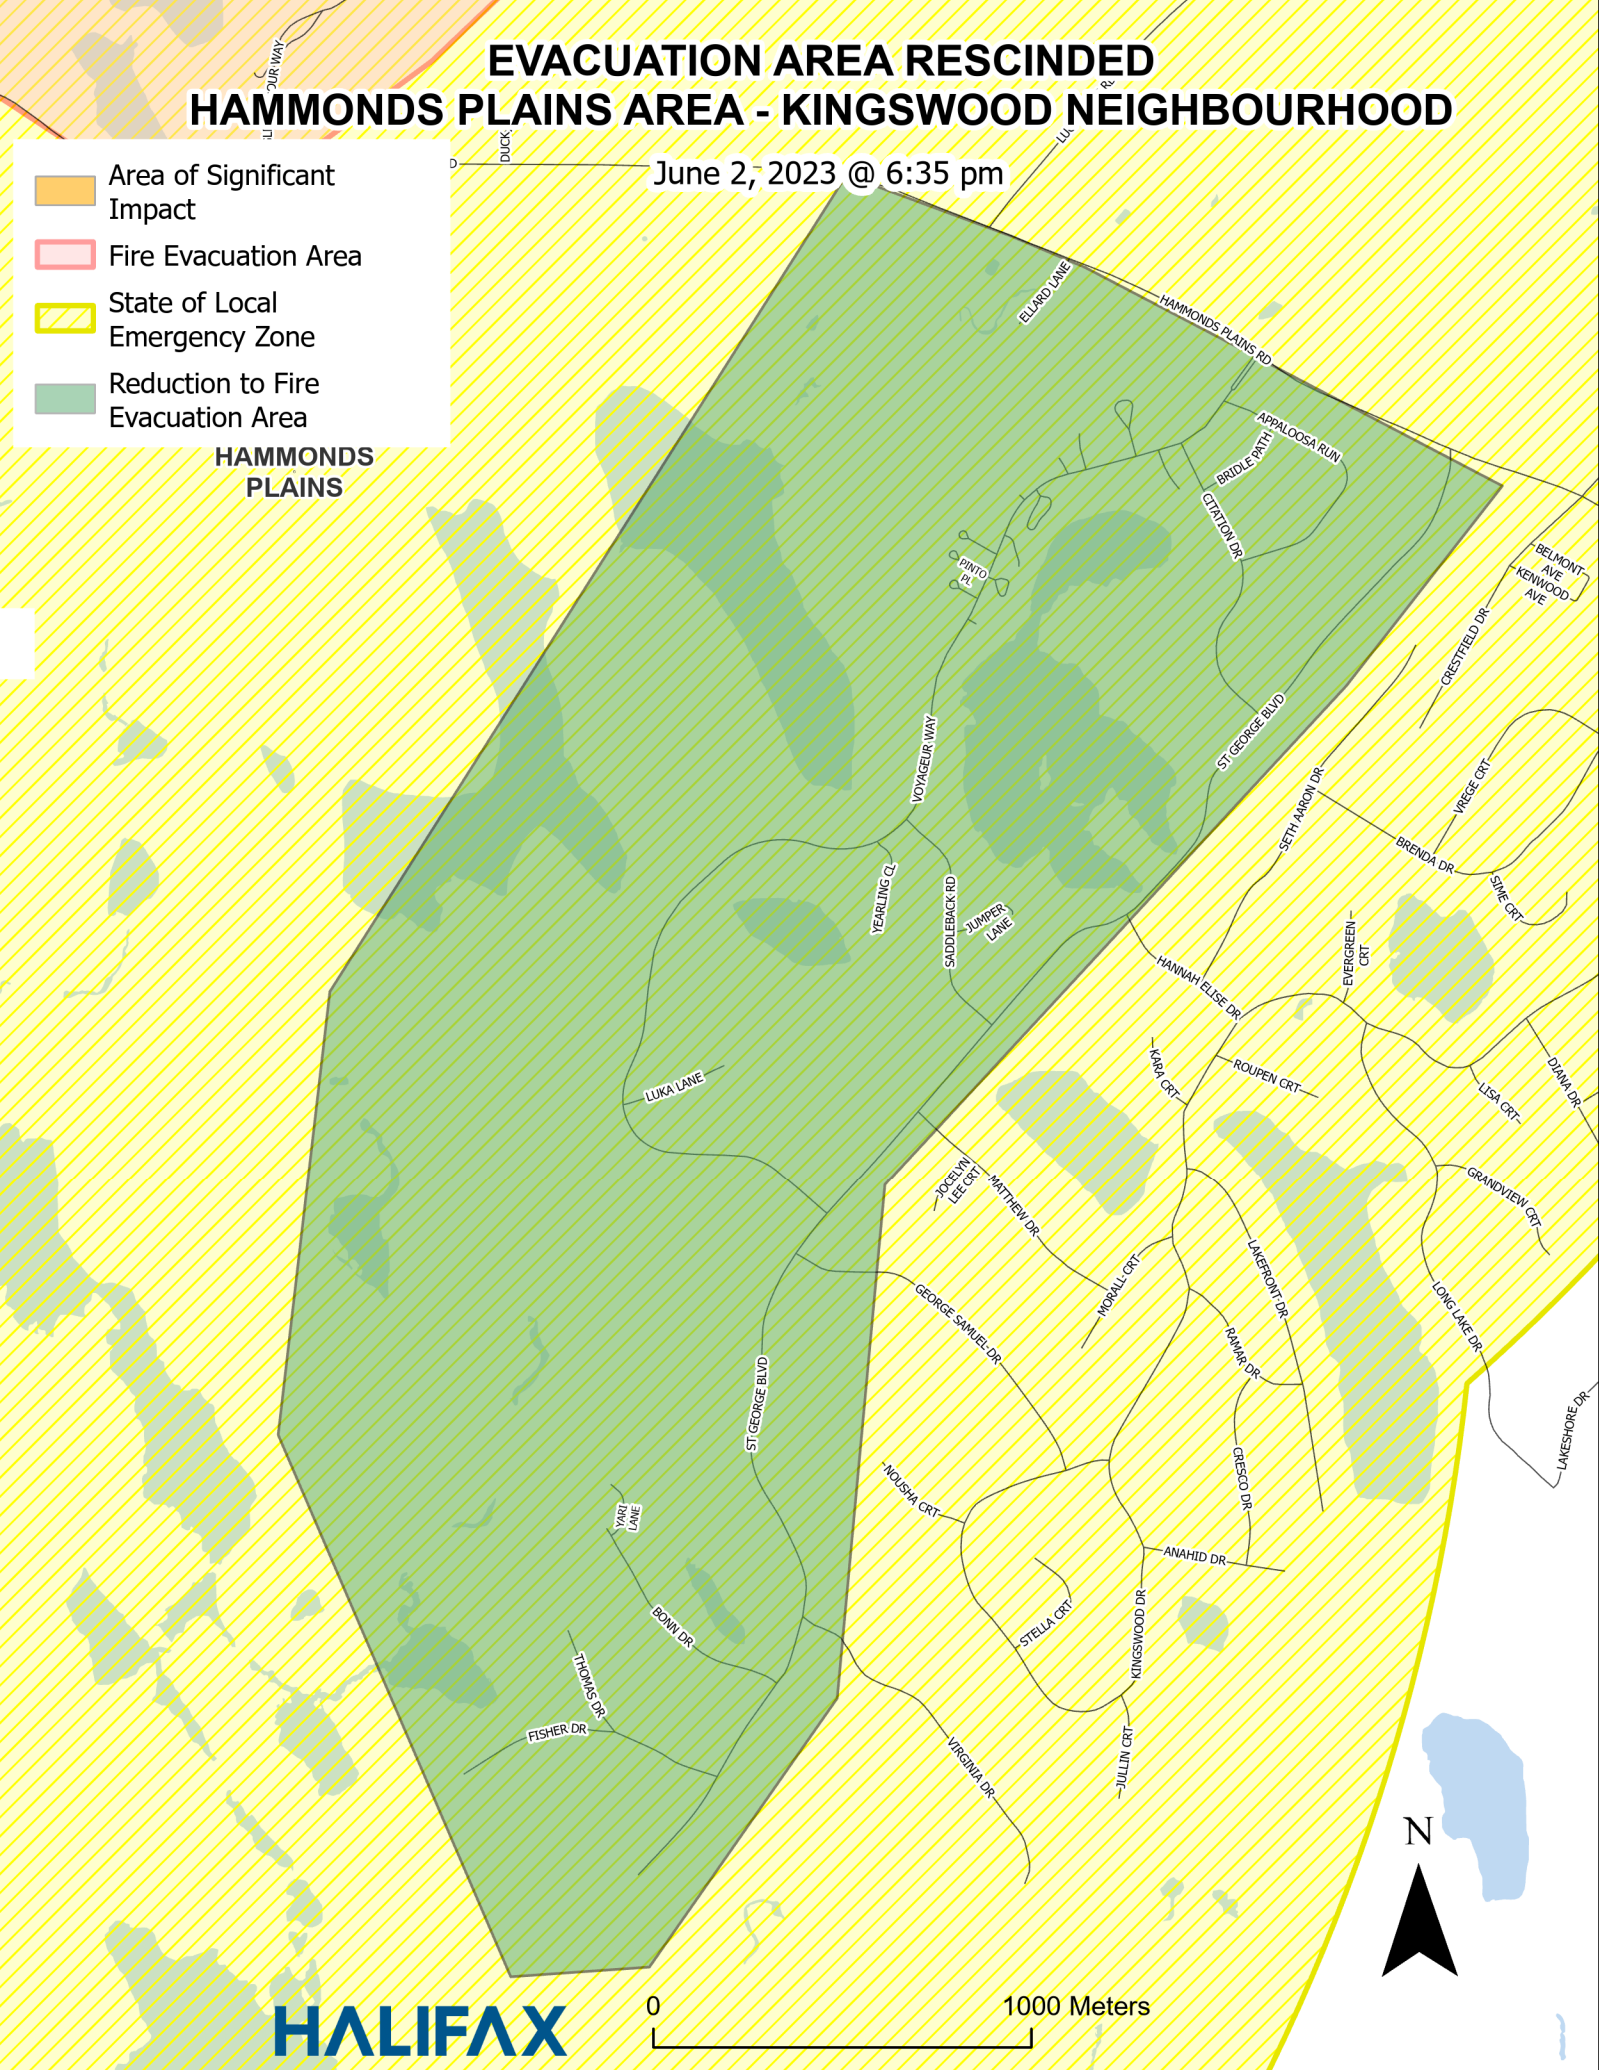 EVACUATION AREA RESCINDED
HAMMONDS PLAINS AREA - KINGSWOOD NEIGHBOURHOOD
June 2, 2023 @ 6:35 pm
Area of Significant
Impact
Fire Evacuation Area
State of Local
Emergency Zone
Reduction to Fire
Evacuation Area
HAMMONDS
PLAINS
ELLARD LANE
HAMMONDS PLAINS RD
APPALOOSA RUN
BRIDLE PATH
CITATION DR
PINTO
PL
BELMONT
AVE
KENWOOD
AVE
CRESTFIELD DR
VOYAGEUR WAY
ST GEORGE BLVD
SETH AARON DR
VREGE CRT
BRENDA DR
SIME CRT
YEARLING CL
SADDLEBACK RD
JUMPER
LANE
EVERGREEN
CRT
HANNAH ELISE DR
KARA CRT
ROUPEN CRT
LISA CRT
DIANA DR
LUKA LANE
JOCELYN
LEE CRT
MATTHEW DR
GRANDVIEW CRT
MORALL CRT
LAKEFRONT DR
LONG LAKE DR
GEORGE SAMUEL DR
RAMAR DR
LAKESHORE DR
ST GEORGE BLVD
NOUSHA CRT
CRESCO DR
YARI
LANE
ANAHID DR
BONN DR
STELLA CRT
KINGSWOOD DR
THOMAS DR
FISHER DR
VIRGINIA DR
JULLIN CRT
N
0
1000 Meters
HALIFAX